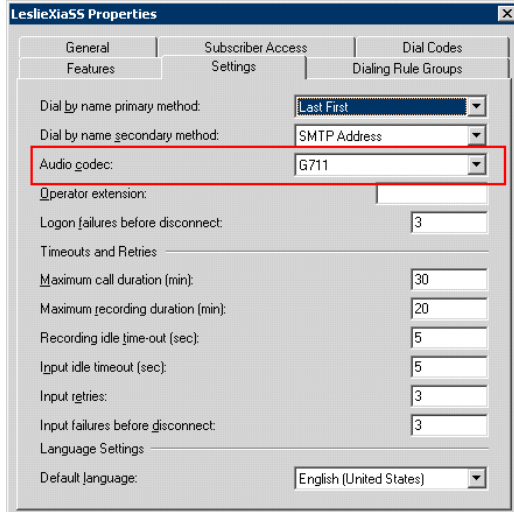 LeslieXiaSS Properties
General Subscriber Access Dial Codes
Features Settings Dialing Rule Groups
Dial by name primary method: Last First
Dial by name secondary method: SMTP Address
Audio codec: G711
Operator extension:
Logon failures before disconnect: 3
Timeouts and Retries
Maximum call duration (min): 30
Maximum recording duration (min): 20
Recording idle time-out (sec): 5
Input idle timeout (sec): 5
Input retries: 3
Input failures before disconnect: 3
Language Settings
Default language: English (United States)